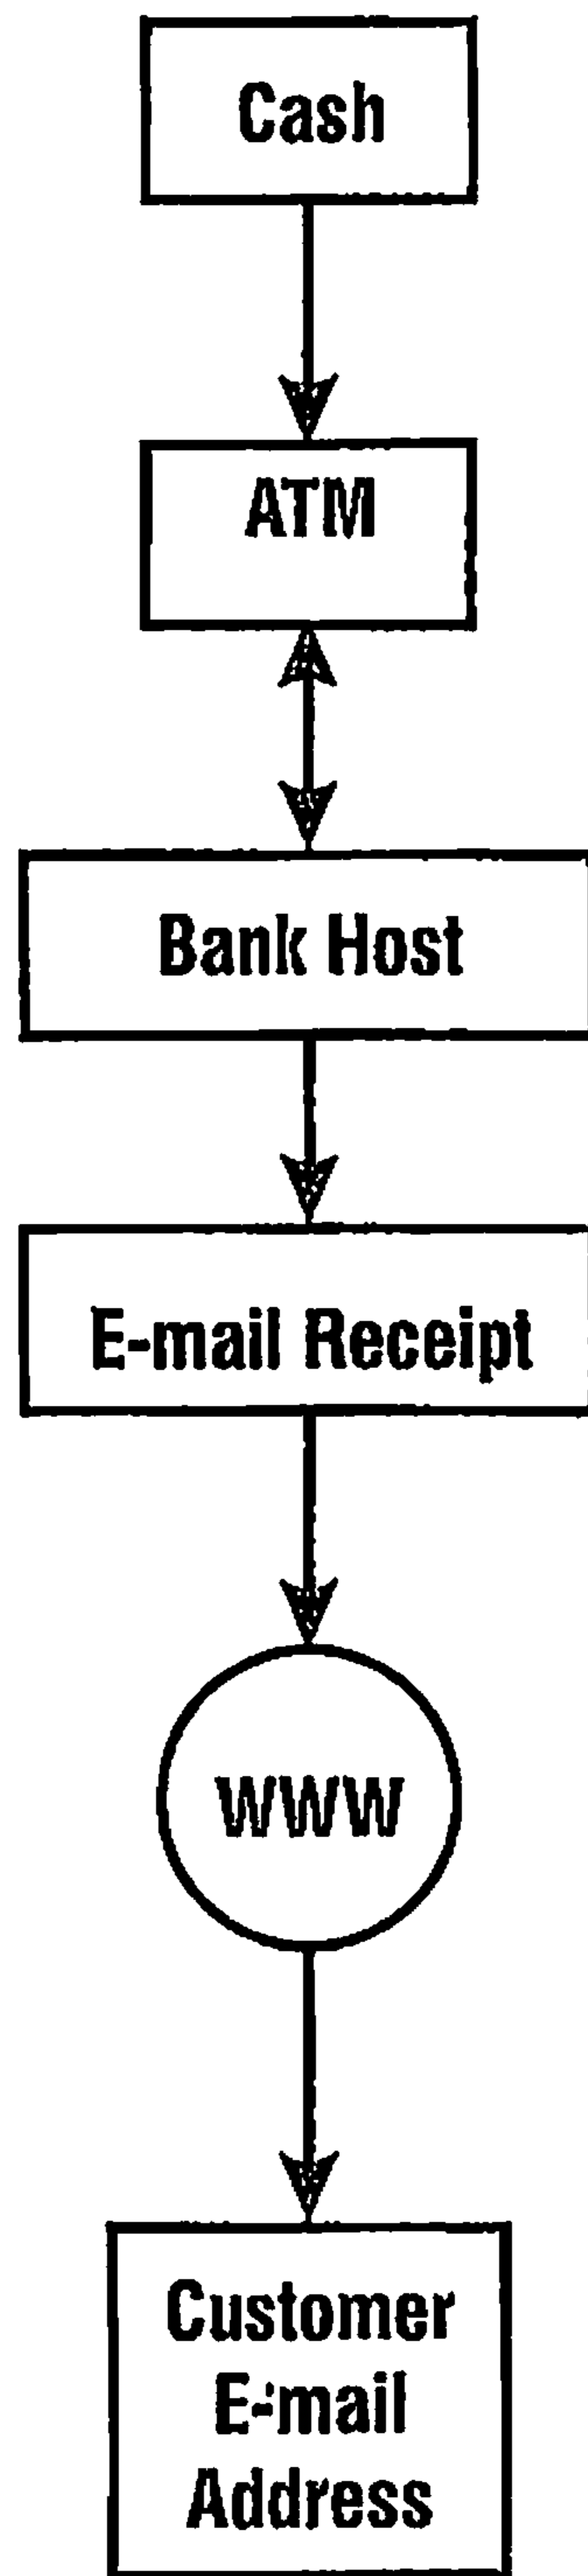 Cash
ATM
Bank Host
E-mail Receipt
WWW
Customer
E-mail
Address